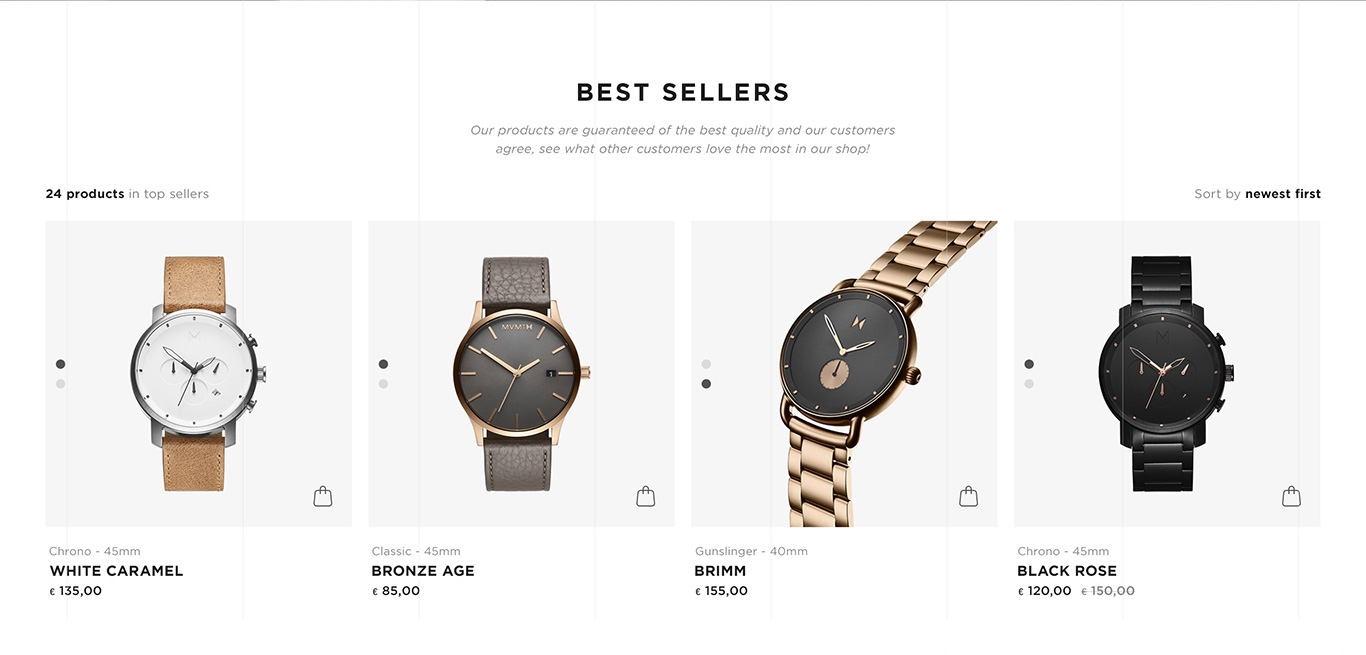 BEST SELLERS
Our products are guaranteed of the best quality and our customers
agree, see what other customers love the most in our shop!
24 products in top sellers
Sort by newest first
MVMTH
Chrono - 45mm
WHITE CARAMEL
€ 135,00
Classic - 45mm
BRONZE AGE
€ 85,00
Gunslinger - 40mm
BRIMM
€ 155,00
Chrono - 45mm
BLACK ROSE
€ 120,00 € 150,00